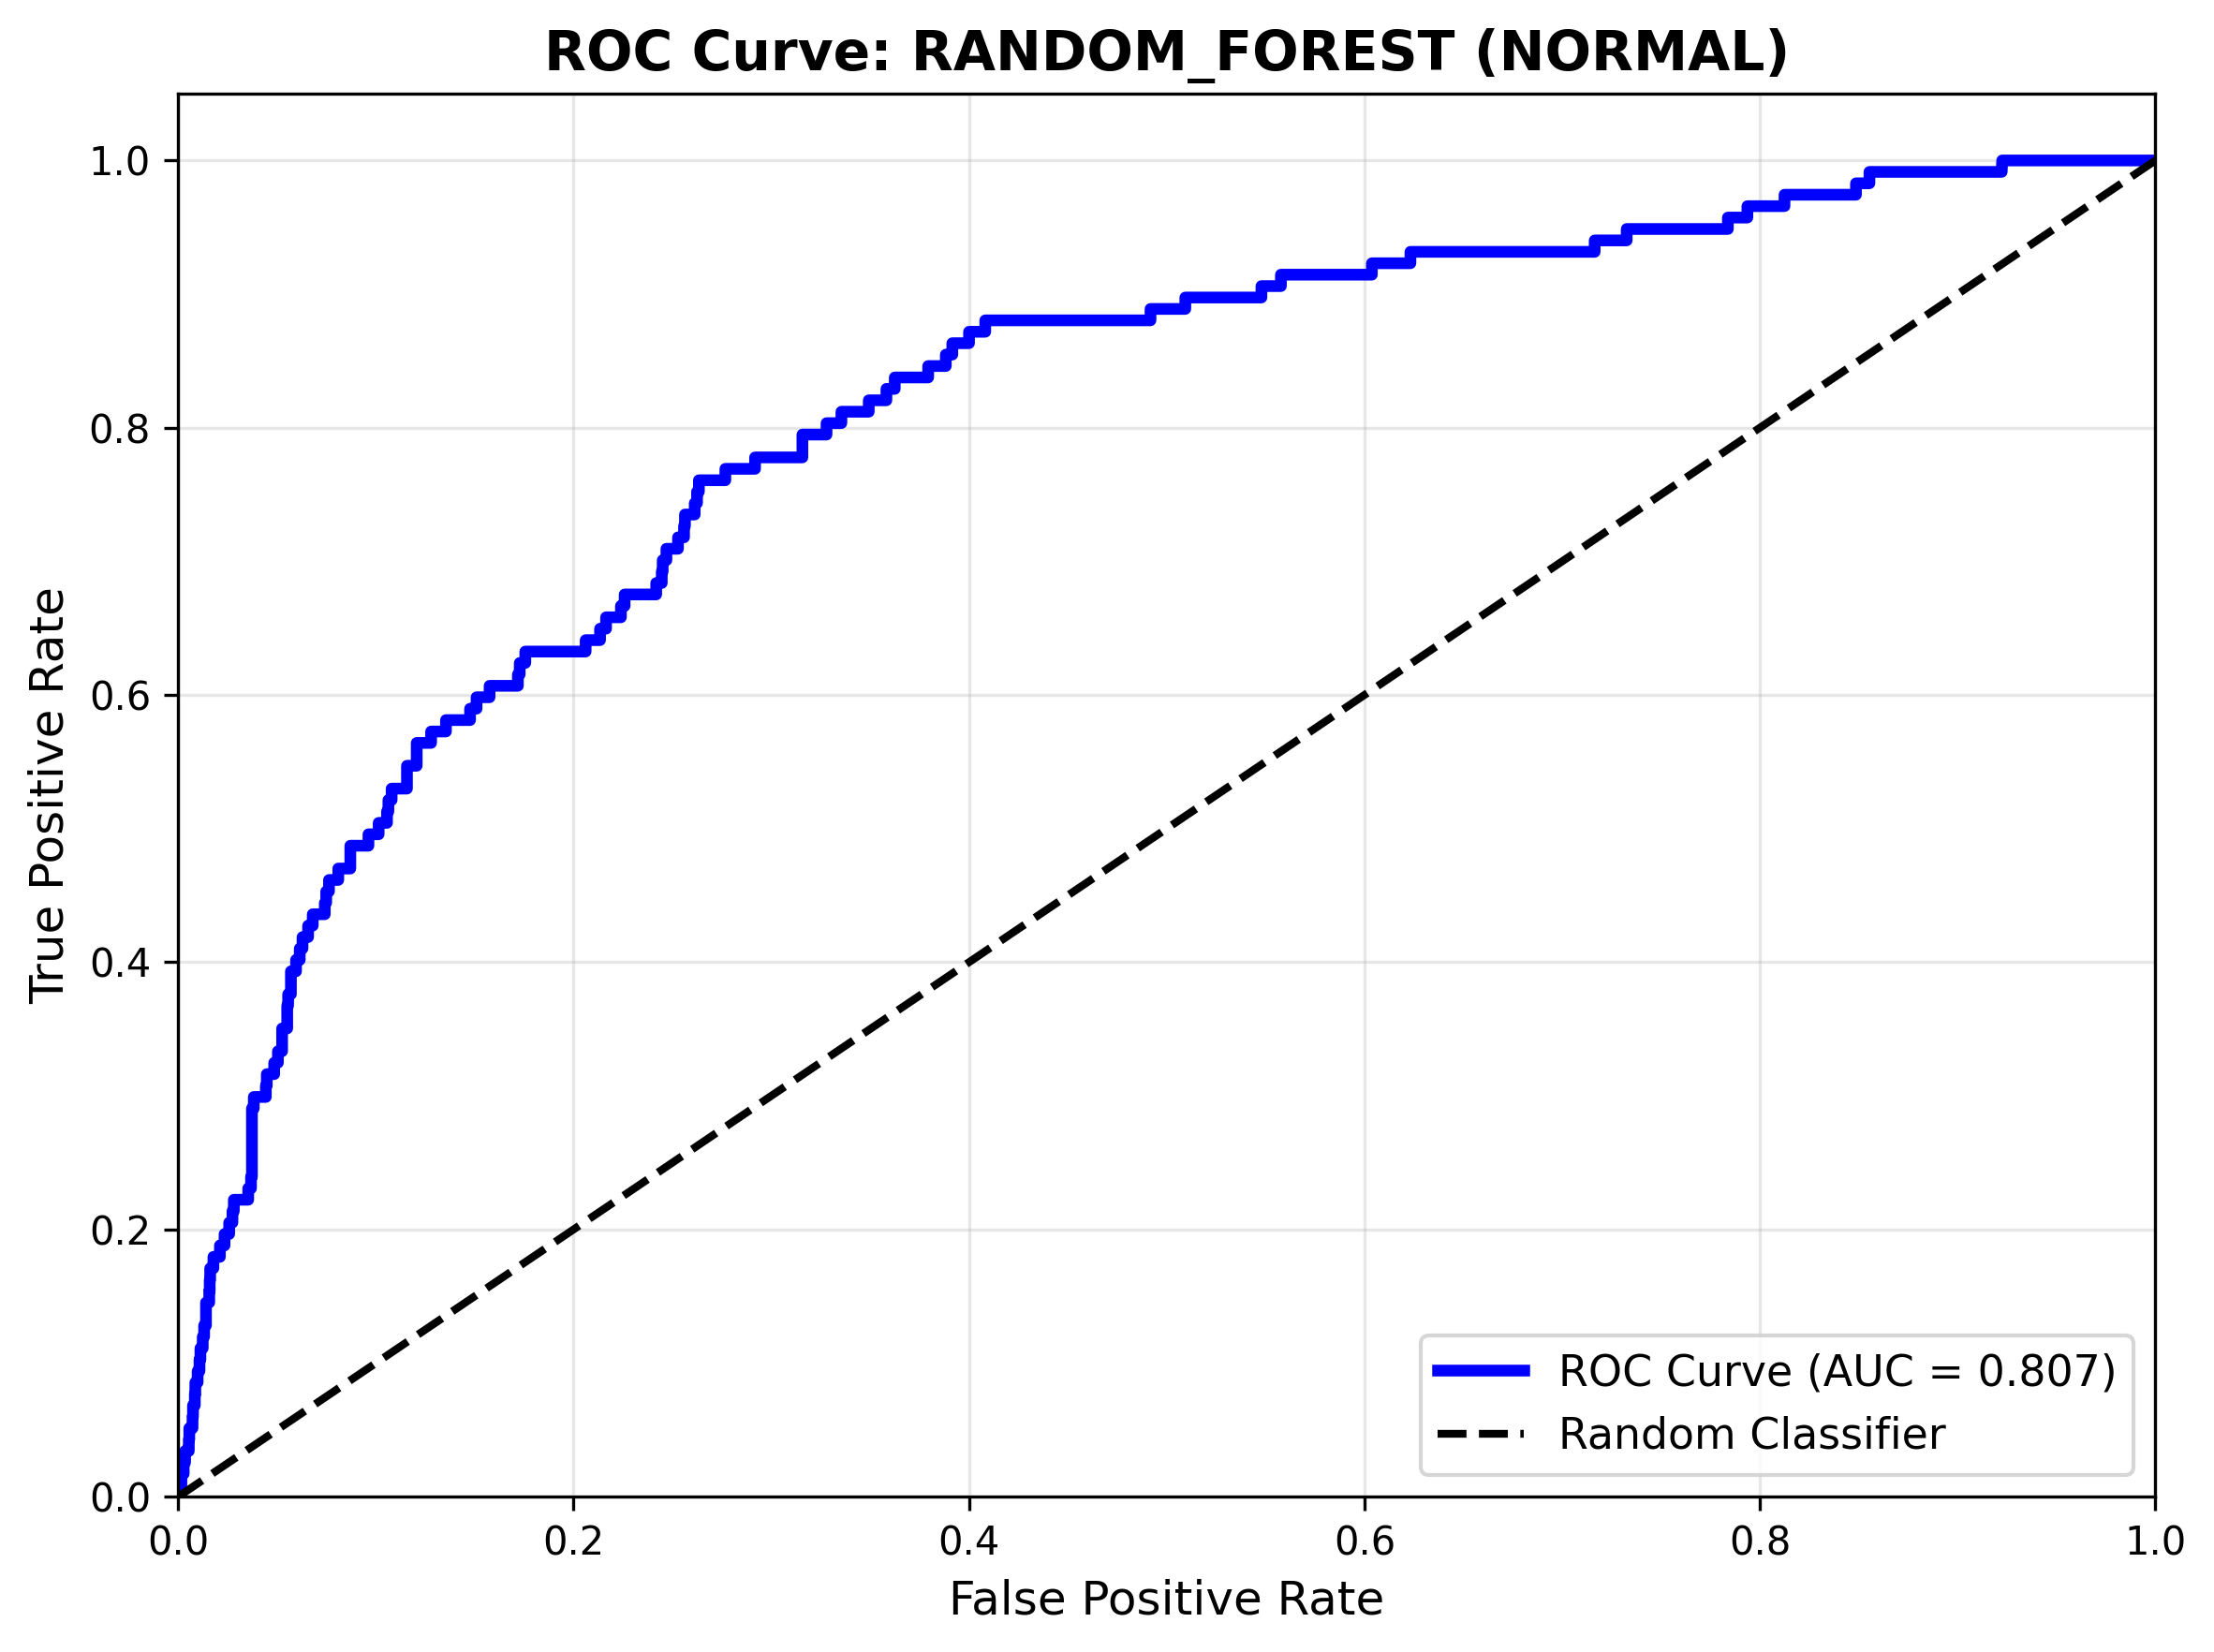 ROC Curve: RANDOM_FOREST (NORMAL)
True Positive Rate
1.0
0.8
0.6
0.4
0.2
0.0
0.0 0.2 0.4 0.6 0.8 1.0
False Positive Rate
ROC Curve (AUC = 0.807)
Random Classifier